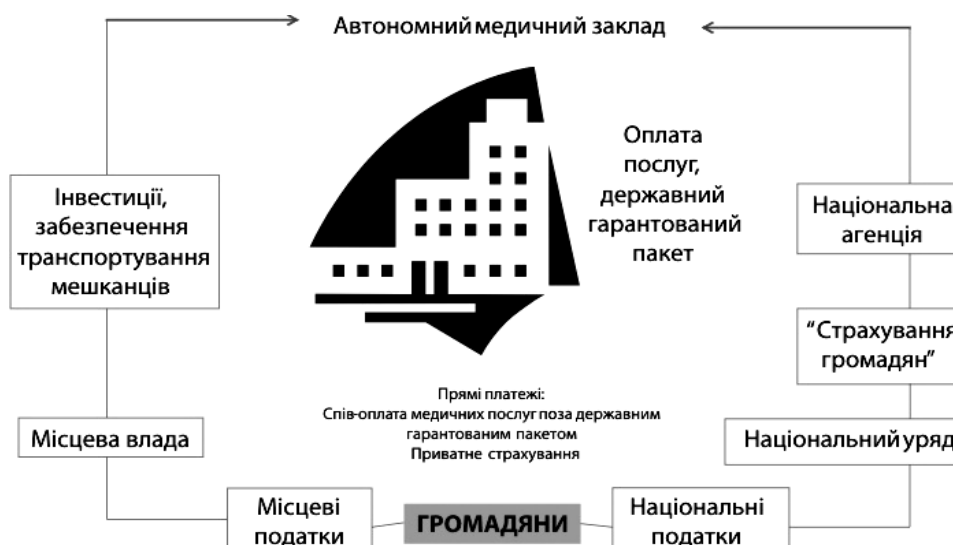 Автономний медичний заклад
Оплата
послуг,
державний
гарантований
пакет
Інвестиції,
забезпечення
транспортування
мешканців
Національна
агенція
“Страхування
громадян”
Прямі платежі:
Спів-оплата медичних послуг поза державним
гарантованим пакетом
Приватне страхування
Місцева влада
Національний уряд
Місцеві
податки
ГРОМАДЯНИ
Національні
податки